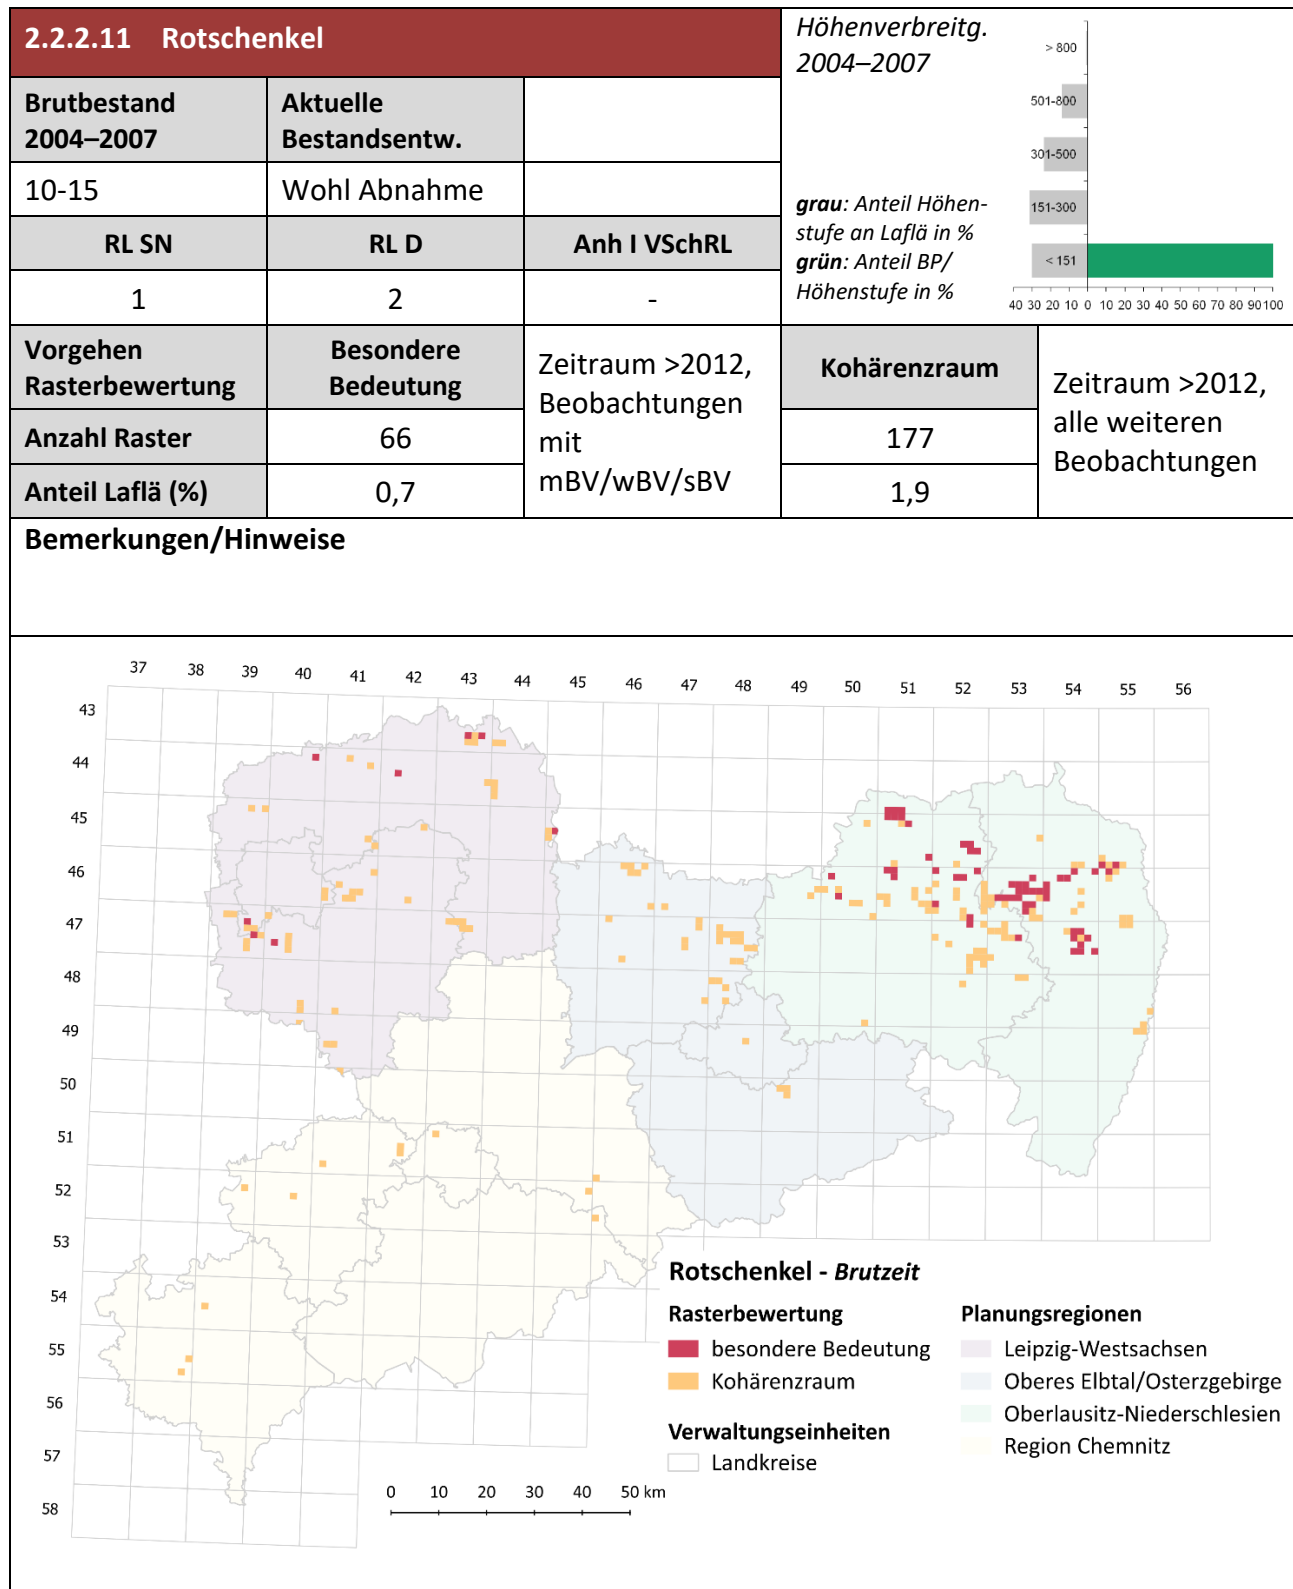 2.2.2.11 Rotschenkel
Höhenverbreitg.
2004–2007
Brutbestand
2004–2007
Aktuelle
Bestandsentw.
10-15
Wohl Abnahme
RL SN
RL D
Anh I VSchRL
1
2
-
grau: Anteil Höhen-
stufe an Laflä in %
grün: Anteil BP/
Höhenstufe in %
> 800
501-800
301-500
151-300
< 151
40 30 20 10 0 10 20 30 40 50 60 70 80 90 100
Vorgehen
Rasterbewertung
Besondere
Bedeutung
Zeitraum >2012,
Beobachtungen
mit
mBV/wBV/sBV
Kohärenzraum
Zeitraum >2012,
alle weiteren
Beobachtungen
Anzahl Raster
66
177
Anteil Laflä (%)
0,7
1,9
Bemerkungen/Hinweise
37 38 39 40 41 42 43 44 45 46 47 48 49 50 51 52 53 54 55 56
43
44
45
46
47
48
49
50
51
52
53
54
55
56
57
58
Rotschenkel - Brutzeit
Rasterbewertung
besondere Bedeutung
Kohärenzraum
Verwaltungseinheiten
Landkreise
Planungsregionen
Leipzig-Westsachsen
Oberes Elbtal/Osterzgebirge
Oberlausitz-Niederschlesien
Region Chemnitz
0 10 20 30 40 50 km